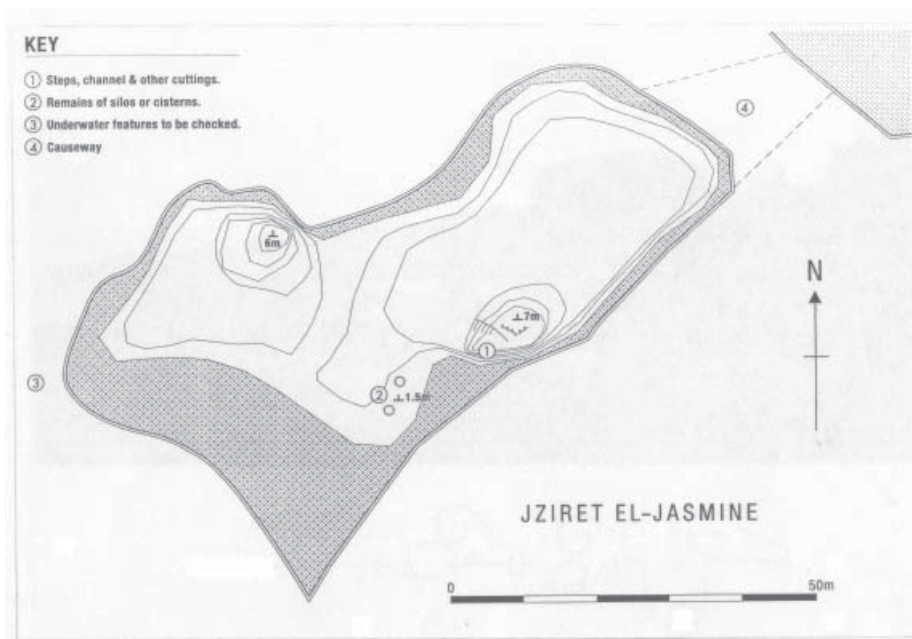 KEY
① Steps, channel & other cuttings.
② Remains of silos or cisterns.
③ Underwater features to be checked.
④ Causeway
④
6m
N
7m
①
③
②
1.5m
JZIRET EL-JASMINE
0 50m